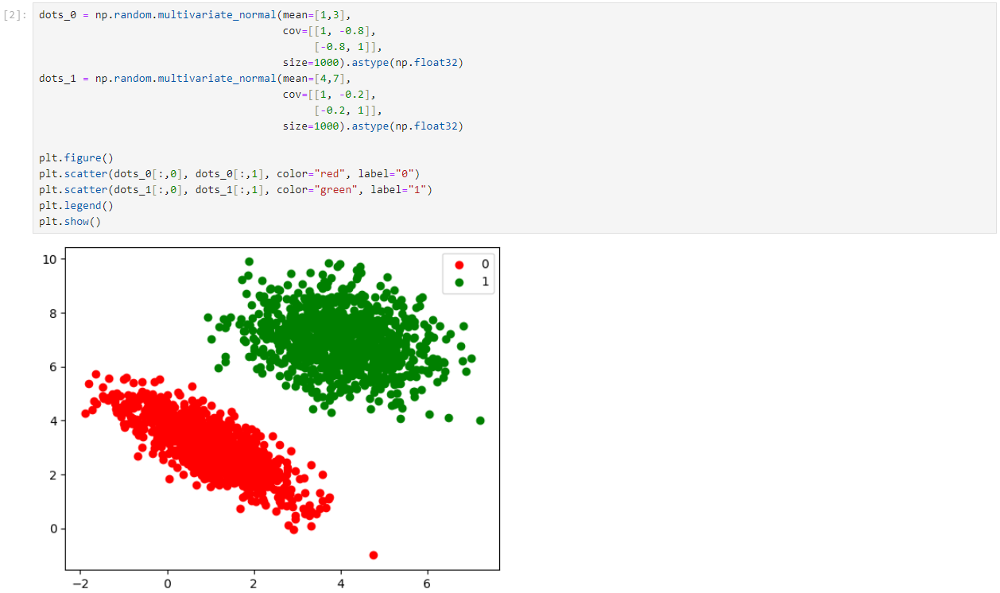 [2]: dots_0 = np.random.multivariate_normal(mean=[1,3],
cov=[[1, -0.8],
[-0.8, 1]],
size=1000).astype(np.float32)
dots_1 = np.random.multivariate_normal(mean=[4,7],
cov=[[1, -0.2],
[-0.2, 1]],
size=1000).astype(np.float32)
plt.figure()
plt.scatter(dots_0[:,0], dots_0[:,1], color="red", label="0")
plt.scatter(dots_1[:,0], dots_1[:,1], color="green", label="1")
plt.legend()
plt.show()
0
1
10
8
6
4
2
0
−2 0 2 4 6